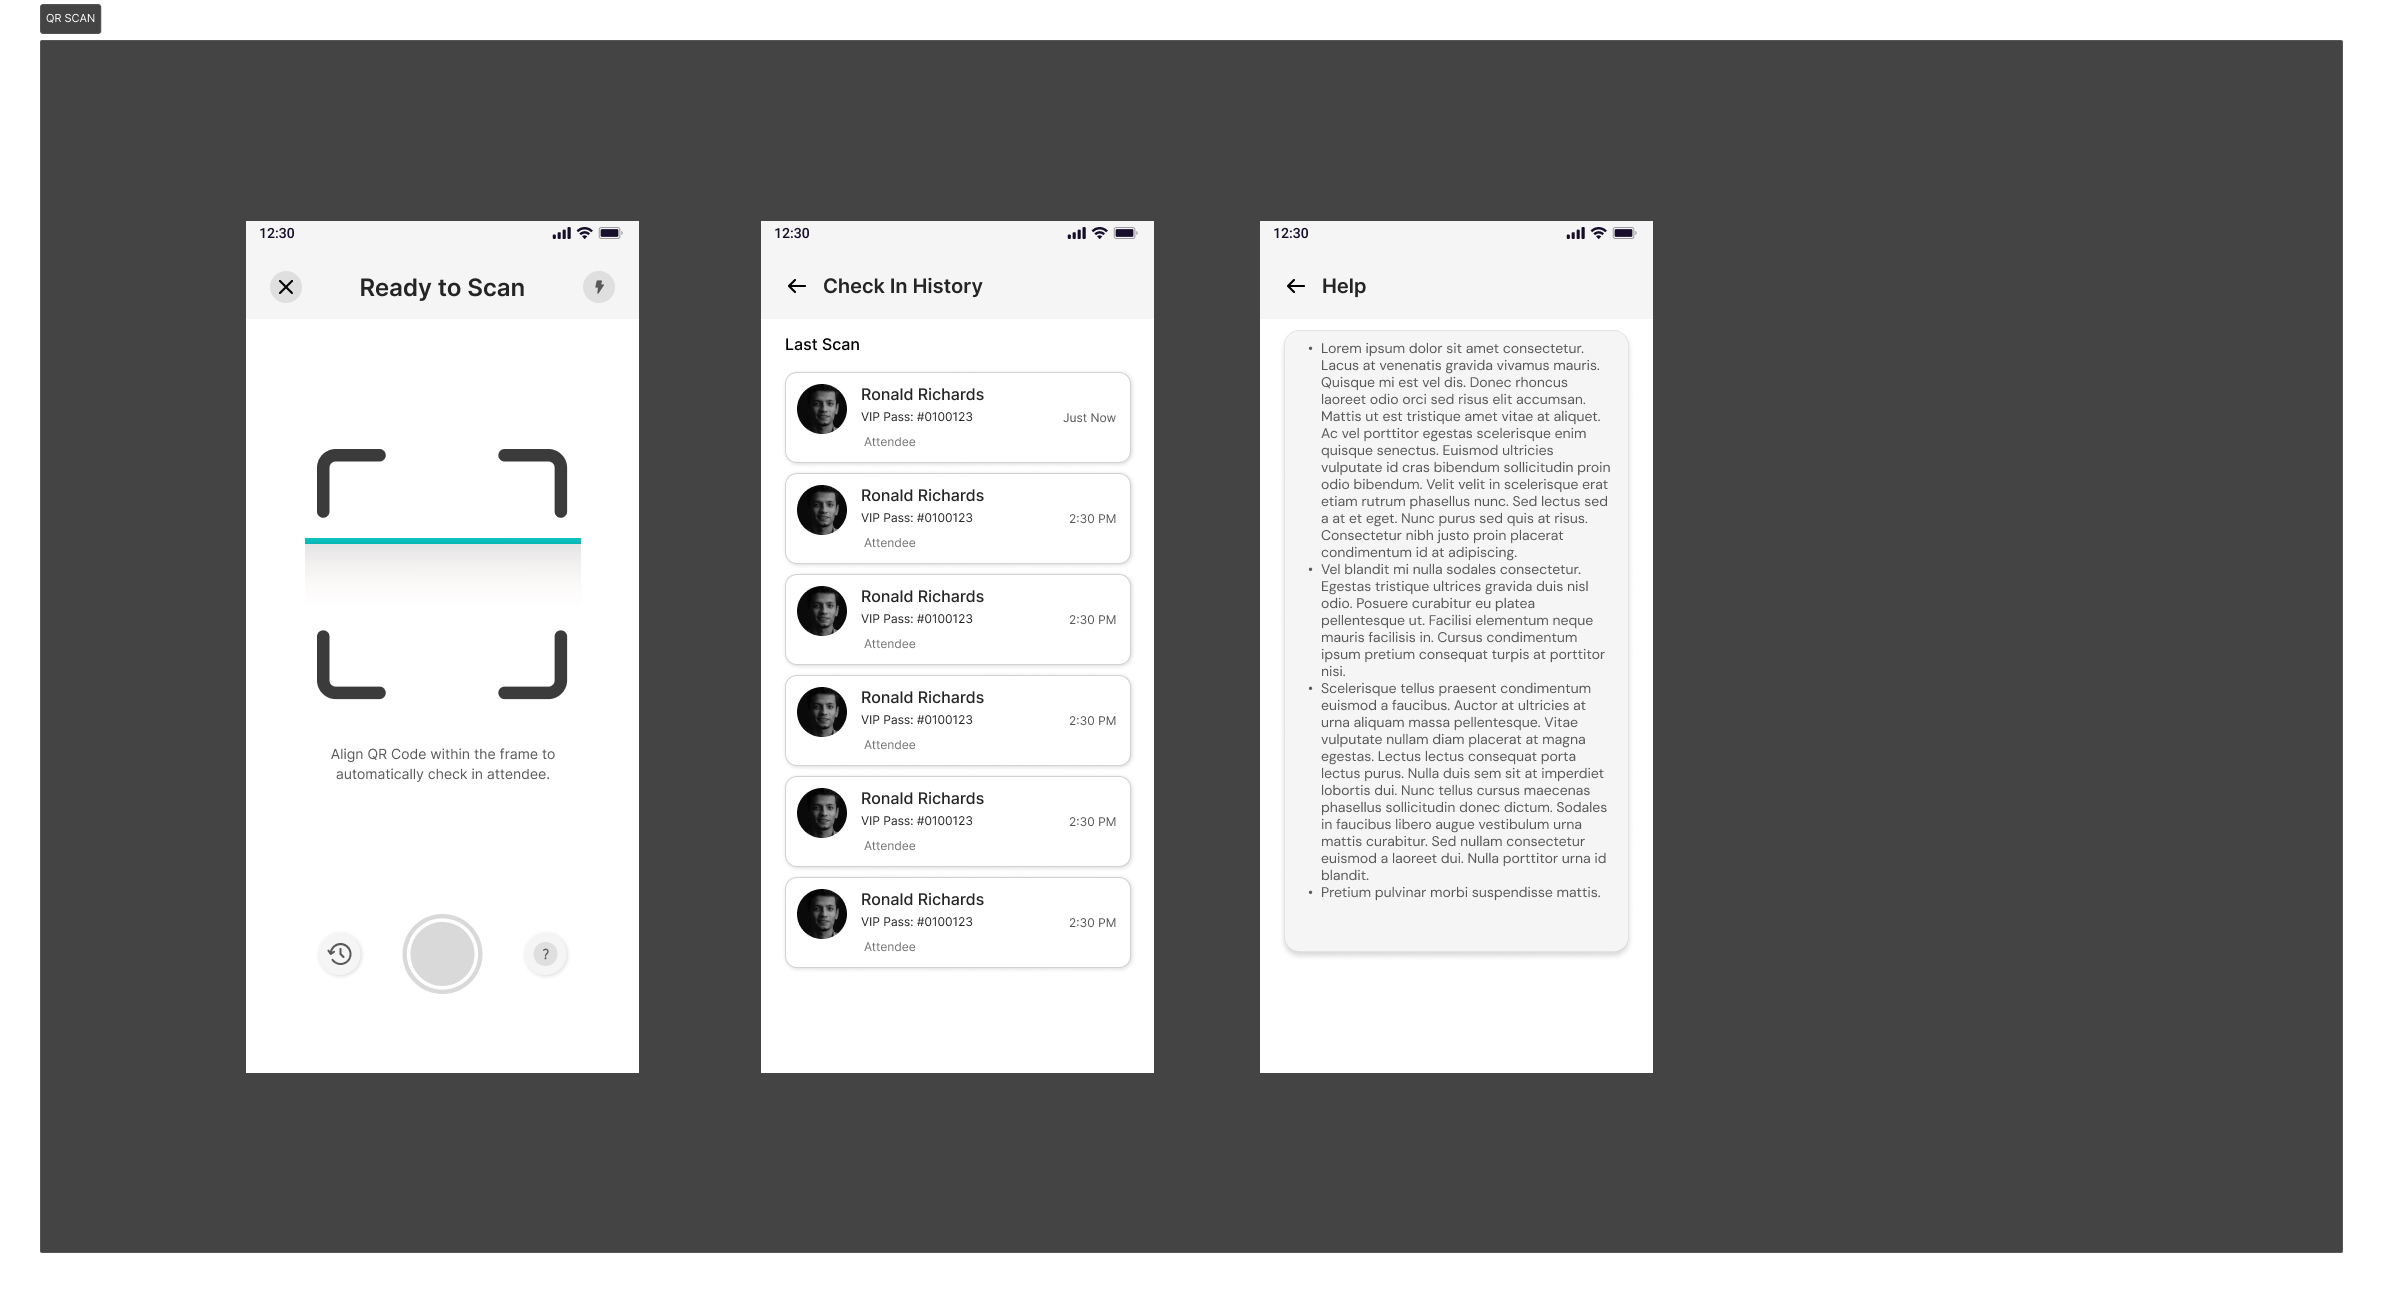 QR SCAN
12:30
Ready to Scan
Align QR Code within the frame to
automatically check in attendee.
?
12:30
Check In History
Last Scan
Ronald Richards
VIP Pass: #0100123
Just Now
Attendee
Ronald Richards
VIP Pass: #0100123
2:30 PM
Attendee
Ronald Richards
VIP Pass: #0100123
2:30 PM
Attendee
Ronald Richards
VIP Pass: #0100123
2:30 PM
Attendee
Ronald Richards
VIP Pass: #0100123
2:30 PM
Attendee
Ronald Richards
VIP Pass: #0100123
2:30 PM
Attendee
12:30
Help
• Lorem ipsum dolor sit amet consectetur.
Lacus at venenatis gravida vivamus mauris.
Quisque mi est vel dis. Donec rhoncus
laoreet odio orci sed risus elit accumsan.
Mattis ut est tristique amet vitae at aliquet.
Ac vel porttitor egestas scelerisque enim
quisque senectus. Euismod ultricies
vulputate id cras bibendum sollicitudin proin
odio bibendum. Velit velit in scelerisque erat
etiam rutrum phasellus nunc. Sed lectus sed
a at et eget. Nunc purus sed quis at risus.
Consectetur nibh justo proin placerat
condimentum id at adipiscing.
• Vel blandit mi nulla sodales consectetur.
Egestas tristique ultrices gravida duis nisl
odio. Posuere curabitur eu platea
pellentesque ut. Facilisi elementum neque
mauris facilisis in. Cursus condimentum
ipsum pretium consequat turpis at porttitor
nisi.
• Scelerisque tellus praesent condimentum
euismod a faucibus. Auctor at ultricies at
urna aliquam massa pellentesque. Vitae
vulputate nullam diam placerat at magna
egestas. Lectus lectus consequat porta
lectus purus. Nulla duis sem sit at imperdiet
lobortis dui. Nunc tellus cursus maecenas
phasellus sollicitudin donec dictum. Sodales
in faucibus libero augue vestibulum urna
mattis curabitur. Sed nullam consectetur
euismod a laoreet dui. Nulla porttitor urna id
blandit.
• Pretium pulvinar morbi suspendisse mattis.